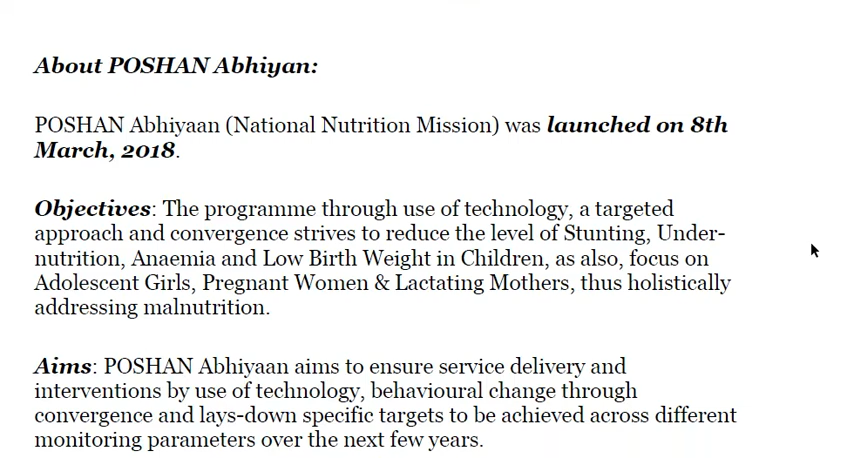 About POSHAN Abhiyan:
POSHAN Abhiyaan (National Nutrition Mission) was launched on 8th
March, 2018.
Objectives: The programme through use of technology, a targeted
approach and convergence strives to reduce the level of Stunting, Under-
nutrition, Anaemia and Low Birth Weight in Children, as also, focus on
Adolescent Girls, Pregnant Women & Lactating Mothers, thus holistically
addressing malnutrition.
Aims: POSHAN Abhiyaan aims to ensure service delivery and
interventions by use of technology, behavioural change through
convergence and lays-down specific targets to be achieved across different
monitoring parameters over the next few years.